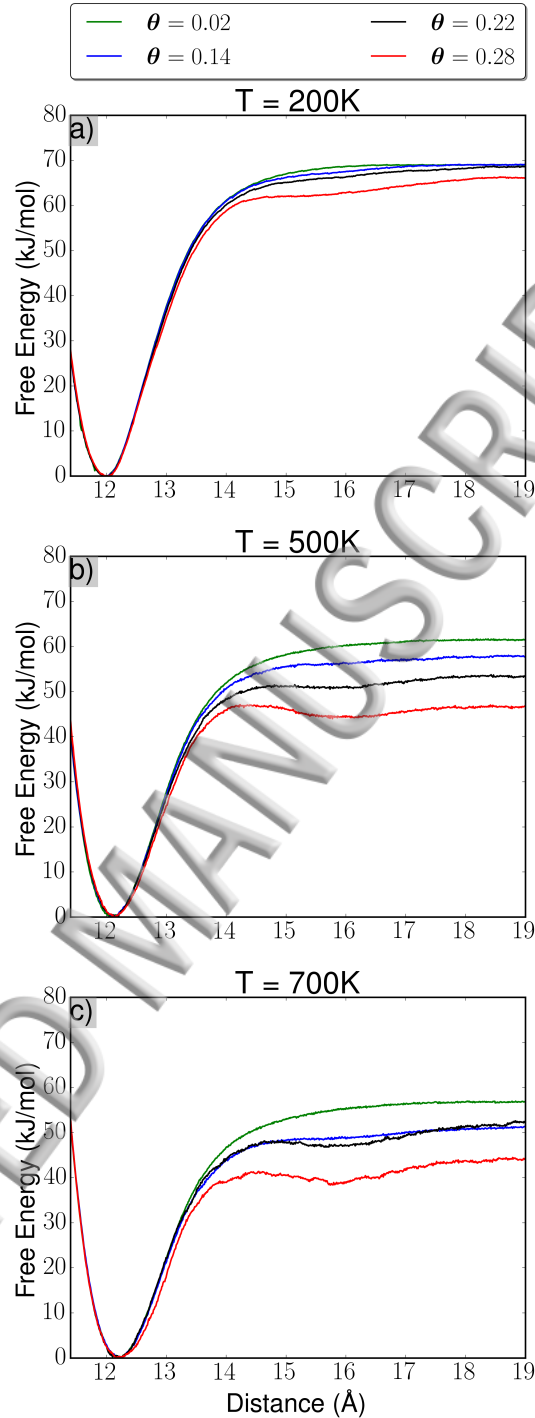 θ = 0.02 θ = 0.22
θ = 0.14 θ = 0.28
T = 200K
a)
80
70
60
50
40
30
20
10
0
Free Energy (kJ/mol)
12 13 14 15 16 17 18 19
T = 500K
b)
80
70
60
50
40
30
20
10
0
Free Energy (kJ/mol)
12 13 14 15 16 17 18 19
T = 700K
c)
80
70
60
50
40
30
20
10
0
Free Energy (kJ/mol)
12 13 14 15 16 17 18 19
Distance (Å)
ED MANUSCRI